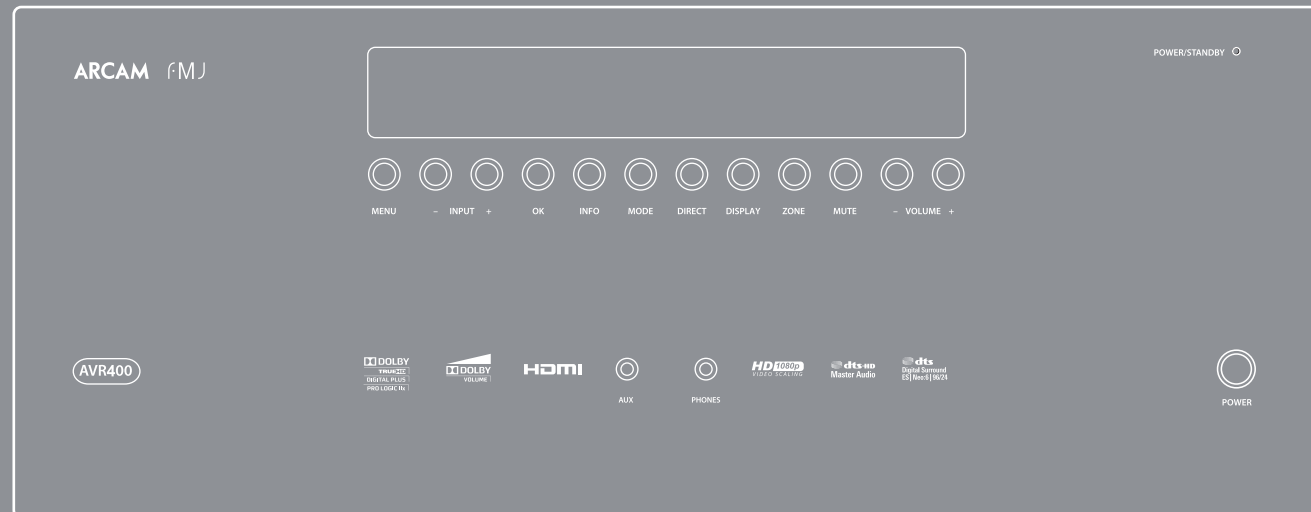 ARCAM FMJ
POWER/STANDBY
MENU – INPUT + OK INFO MODE DIRECT DISPLAY ZONE MUTE – VOLUME +
AVR400
DOLBY
TRUEHD
DIGITAL PLUS
PRO LOGIC IIz
DOLBY
VOLUME
HDMI
AUX
PHONES
HD 1080p
VIDEO SCALING
dts-HD
Master Audio
dts
Digital Surround
ES | Neo:6 | 96/24
POWER